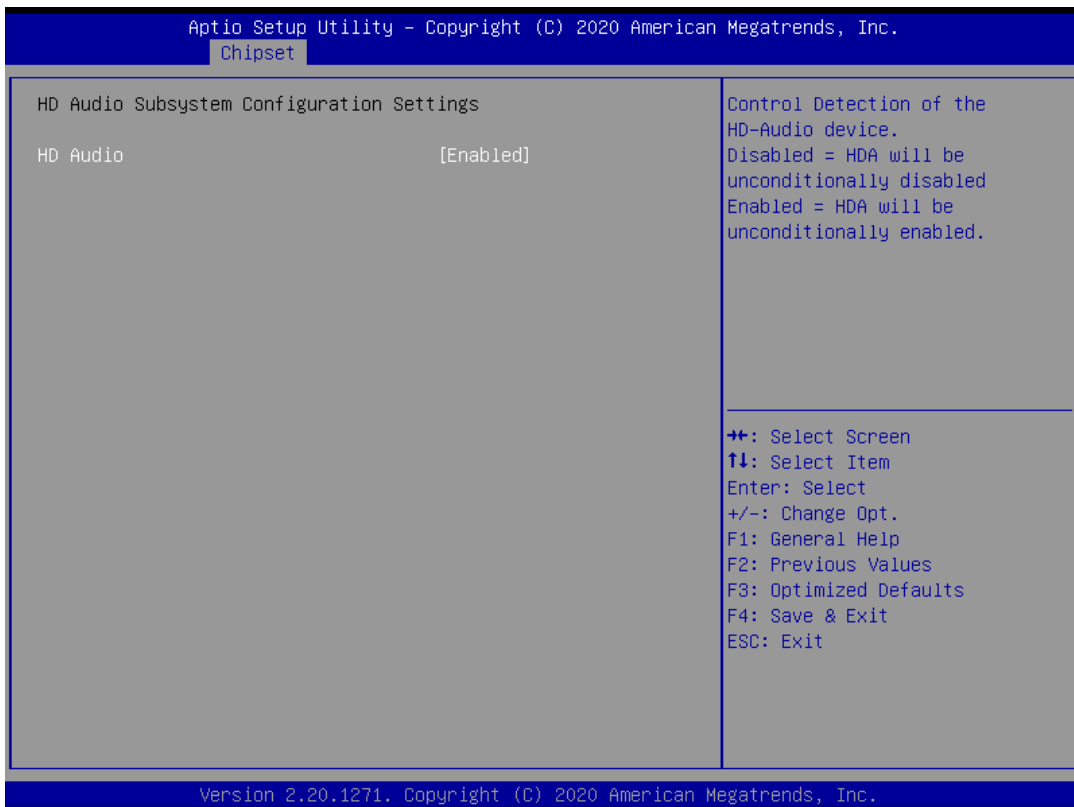 Aptio Setup Utility – Copyright (C) 2020 American Megatrends, Inc.
Chipset
HD Audio Subsystem Configuration Settings
HD Audio [Enabled]
Control Detection of the
HD-Audio device.
Disabled = HDA will be
unconditionally disabled
Enabled = HDA will be
unconditionally enabled.
→←: Select Screen
↑↓: Select Item
Enter: Select
+/-: Change Opt.
F1: General Help
F2: Previous Values
F3: Optimized Defaults
F4: Save & Exit
ESC: Exit
Version 2.20.1271. Copyright (C) 2020 American Megatrends, Inc.